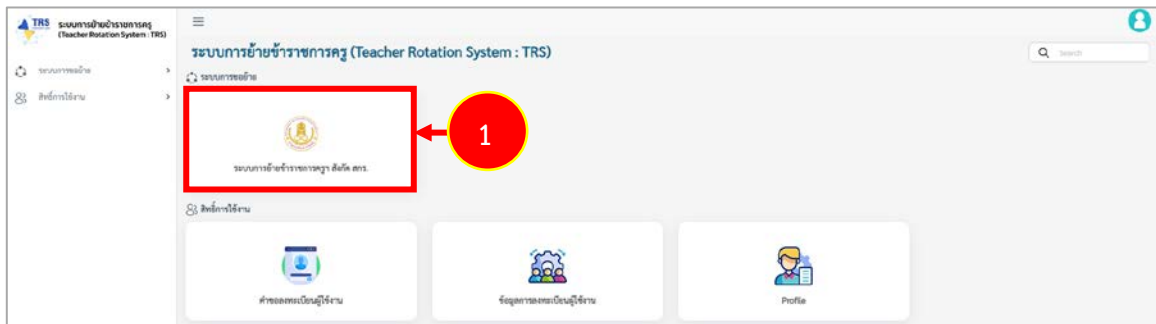 TRS ระบบการย้ายข้าราชการครู
(Teacher Rotation System : TRS)
ระบบการขอย้าย
สิทธิ์การใช้งาน
ระบบการย้ายข้าราชการครู (Teacher Rotation System : TRS)
Search
ระบบการขอย้าย
1
ระบบการย้ายข้าราชการครูฯ สังกัด สกร.
สิทธิ์การใช้งาน
คำขอลงทะเบียนผู้ใช้งาน
ข้อมูลการลงทะเบียนผู้ใช้งาน
Profile